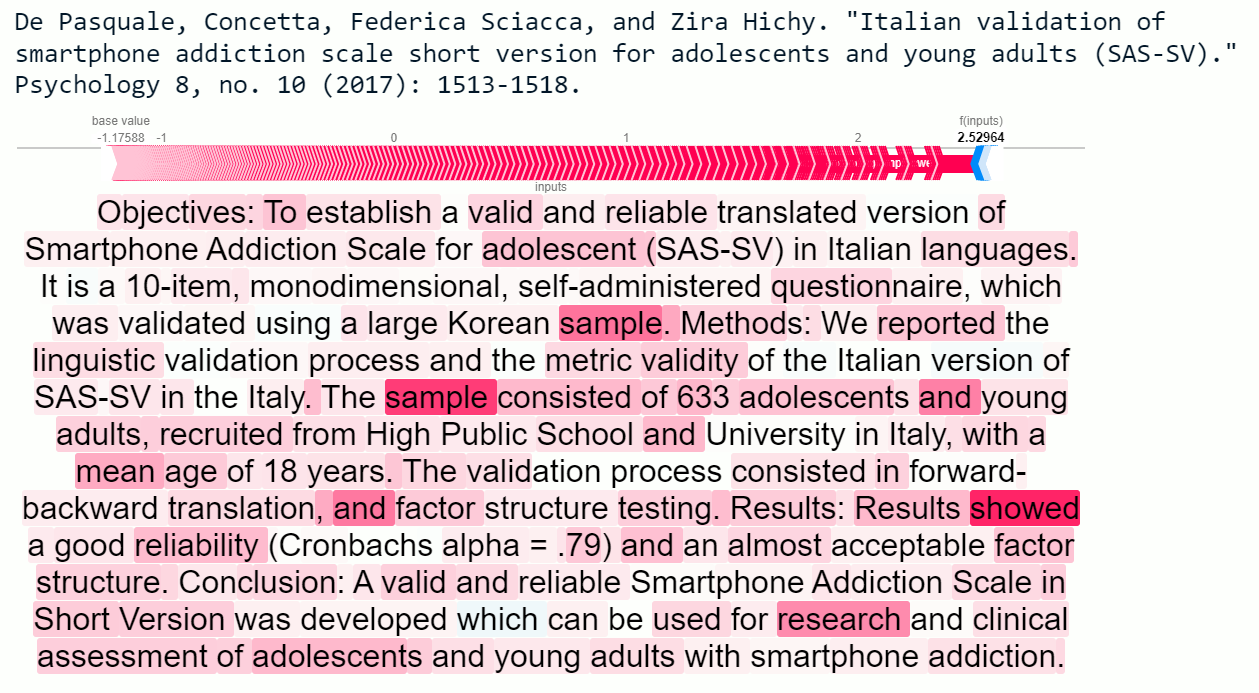 De Pasquale, Concetta, Federica Sciacca, and Zira Hichy. "Italian validation of
smartphone addiction scale short version for adolescents and young adults (SAS-SV)."
Psychology 8, no. 10 (2017): 1513-1518.
base value
f(inputs)
-1.17588 -1 0 1 2 2.52964
we
inputs
Objectives: To establish a valid and reliable translated version of
Smartphone Addiction Scale for adolescent (SAS-SV) in Italian languages.
It is a 10-item, monodimensional, self-administered questionnaire, which
was validated using a large Korean sample. Methods: We reported the
linguistic validation process and the metric validity of the Italian version of
SAS-SV in the Italy. The sample consisted of 633 adolescents and young
adults, recruited from High Public School and University in Italy, with a
mean age of 18 years. The validation process consisted in forward-
backward translation, and factor structure testing. Results: Results showed
a good reliability (Cronbachs alpha = .79) and an almost acceptable factor
structure. Conclusion: A valid and reliable Smartphone Addiction Scale in
Short Version was developed which can be used for research and clinical
assessment of adolescents and young adults with smartphone addiction.